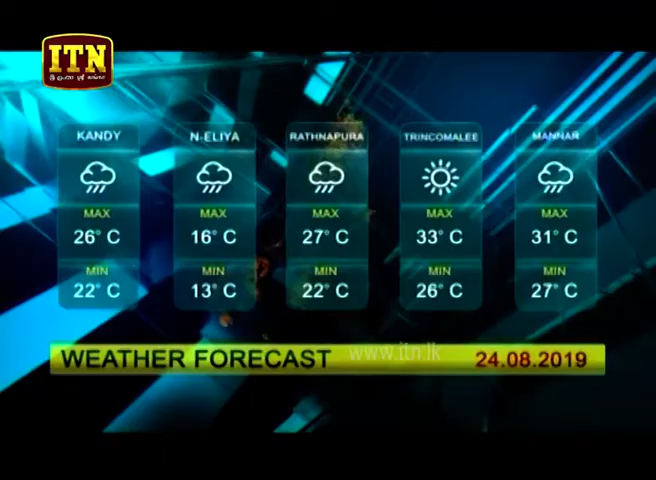 ITN
KANDY
MAX
26° C
MIN
22° C
N-ELIYA
MAX
16° C
MIN
13° C
RATHNAPURA
MAX
27° C
MIN
22° C
TRINCOMALEE
MAX
33° C
MIN
26° C
MANNAR
MAX
31° C
MIN
27° C
WEATHER FORECAST
www.itn.lk
24.08.2019